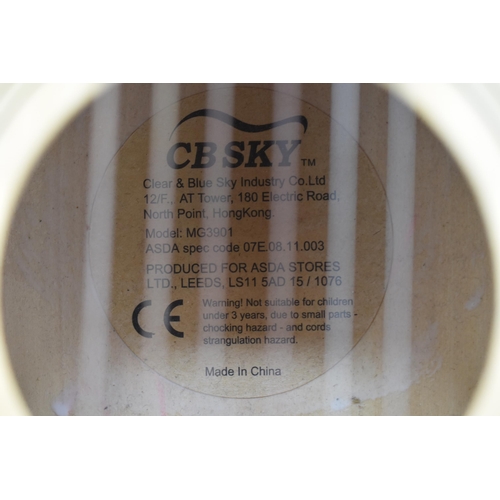 CBSKY™
Clear & Blue Sky Industry Co.Ltd
12/F., AT Tower, 180 Electric Road,
North Point, HongKong.
Model: MG3901
ASDA spec code 07E.08.11.003
PRODUCED FOR ASDA STORES
LTD., LEEDS, LS11 5AD 15 / 1076
CE
Warning! Not suitable for children
under 3 years, due to small parts -
chocking hazard - and cords
strangulation hazard.
Made In China